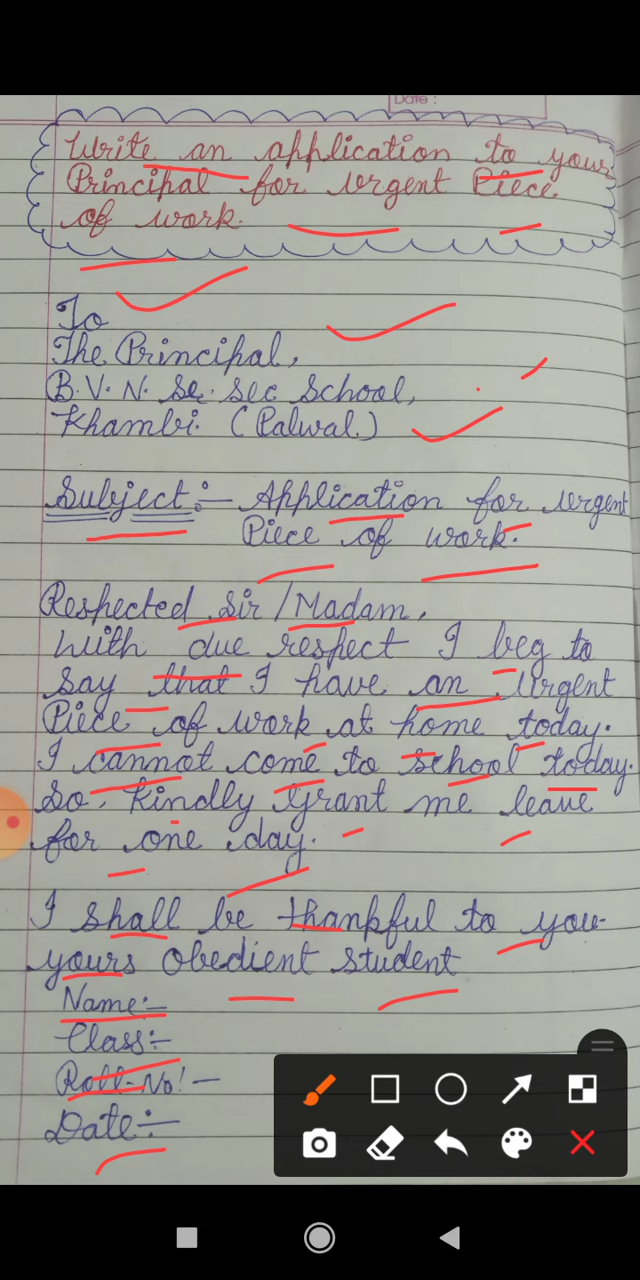 Date :
Write an application to your
Principal for urgent Piece
of work.
To
The Principal,
B.V.N. Sr. Sec School,
Khambi (Palwal.)
Subject:- Application for urgent
Piece of work.
Respected Sir/Madam,
With due respect I beg to
say that I have an Urgent
Piece of work at home today.
I cannot come to school today.
So, kindly Grant me leave
for one day.
I shall be thankful to you.
yours obedient student
Name:-
Class:-
Roll-No:-
Date:-